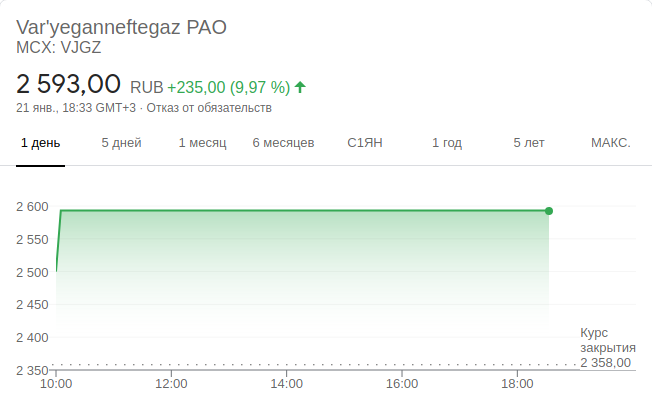 Var'yeganneftegaz PAO
MCX: VJGZ
2 593,00 RUB +235,00 (9,97 %)
21 янв., 18:33 GMT+3 · Отказ от обязательств
1 день 5 дней 1 месяц 6 месяцев С1ЯН 1 год 5 лет МАКС.
2 600
2 550
2 500
2 450
2 400
2 350
Курс
закрытия
2 358,00
10:00 12:00 14:00 16:00 18:00